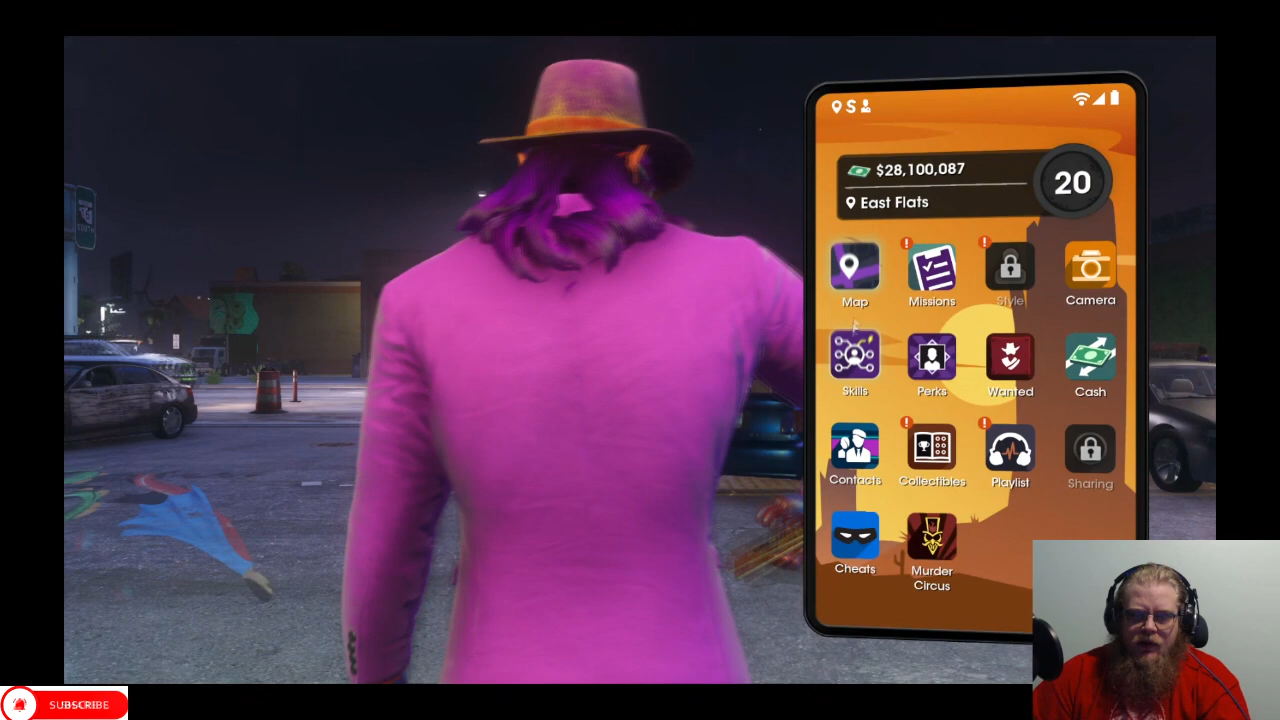 S
$28,100,087
20
East Flats
Map
Missions
Style
Camera
Skills
Perks
Wanted
Cash
Contacts
Collectibles
Playlist
Sharing
Cheats
Murder
Circus
SUBSCRIBE